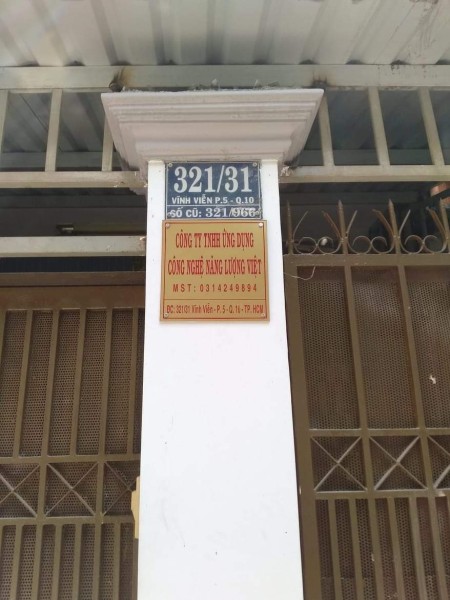 321/31
VĨNH VIỄN P.5 - Q.10
SỐ CŨ: 321/966
CÔNG TY TNHH ỨNG DỤNG
CÔNG NGHỆ NĂNG LƯỢNG VIỆT
MST: 0314249894
ĐC: 321/31 Vĩnh Viễn - P. 5 - Q. 10 - TP. HCM